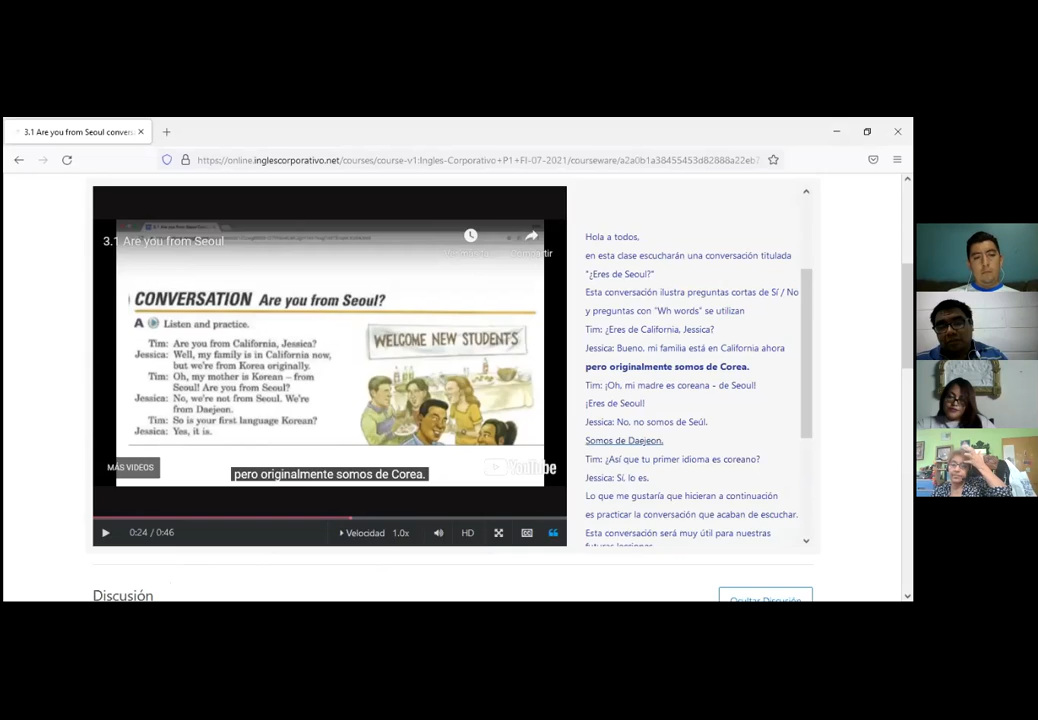 3.1 Are you from Seoul convers
https://online.inglescorporativo.net/courses/course-v1:Ingles-Corporativo+P1+FI-07-2021/courseware/a2a0b1a38455453d82888a22eb7
3.1 Are you from Seoul
CONVERSATION Are you from Seoul?
A Listen and practice.
Tim: Are you from California, Jessica?
Jessica: Well, my family is in California now,
but we're from Korea originally.
Tim: Oh, my mother is Korean – from
Seoul! Are you from Seoul?
Jessica: No, we're not from Seoul. We're
from Daejeon.
Tim: So is your first language Korean?
Jessica: Yes, it is.
WELCOME NEW STUDENTS
MÁS VIDEOS
pero originalmente somos de Corea.
YouTube
0:24 / 0:46
Velocidad 1.0x
HD
Hola a todos,
en esta clase escucharán una conversación titulada
"¿Eres de Seúl?"
Esta conversación ilustra preguntas cortas de Sí / No
y preguntas con "Wh words" se utilizan
Tim: ¿Eres de California, Jessica?
Jessica: Bueno, mi familia está en California ahora
pero originalmente somos de Corea.
Tim: ¡Oh, mi madre es coreana - de Seúl!
¡Eres de Seoul!
Jessica: No, no somos de Seúl.
Somos de Daejeon.
Tim: ¿Así que tu primer idioma es coreano?
Jessica: Sí, lo es.
Lo que me gustaría que hicieran a continuación
es practicar la conversación que acaban de escuchar.
Esta conversación será muy útil para nuestras
futuras lecciones
Discusión
Ocultar Discusión